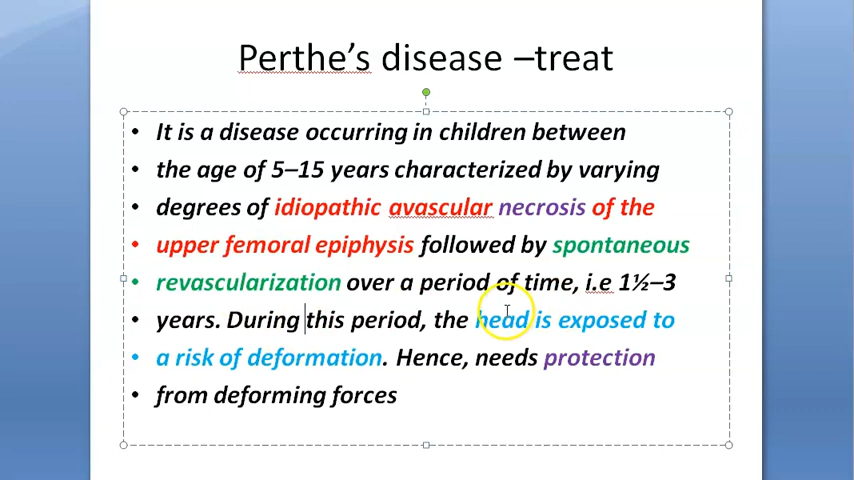 Perthe's disease –treat
• It is a disease occurring in children between
• the age of 5–15 years characterized by varying
• degrees of idiopathic avascular necrosis of the
• upper femoral epiphysis followed by spontaneous
• revascularization over a period of time, i.e 1½–3
• years. During this period, the head is exposed to
• a risk of deformation. Hence, needs protection
• from deforming forces